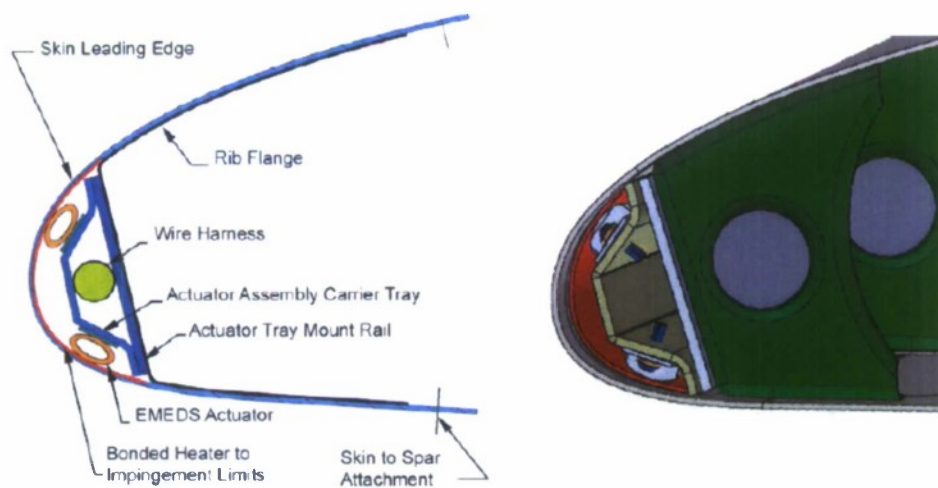 Skin Leading Edge
Rib Flange
Wire Harness
Actuator Assembly Carrier Tray
Actuator Tray Mount Rail
EMEDS Actuator
Bonded Heater to
Impingement Limits
Skin to Spar
Attachment